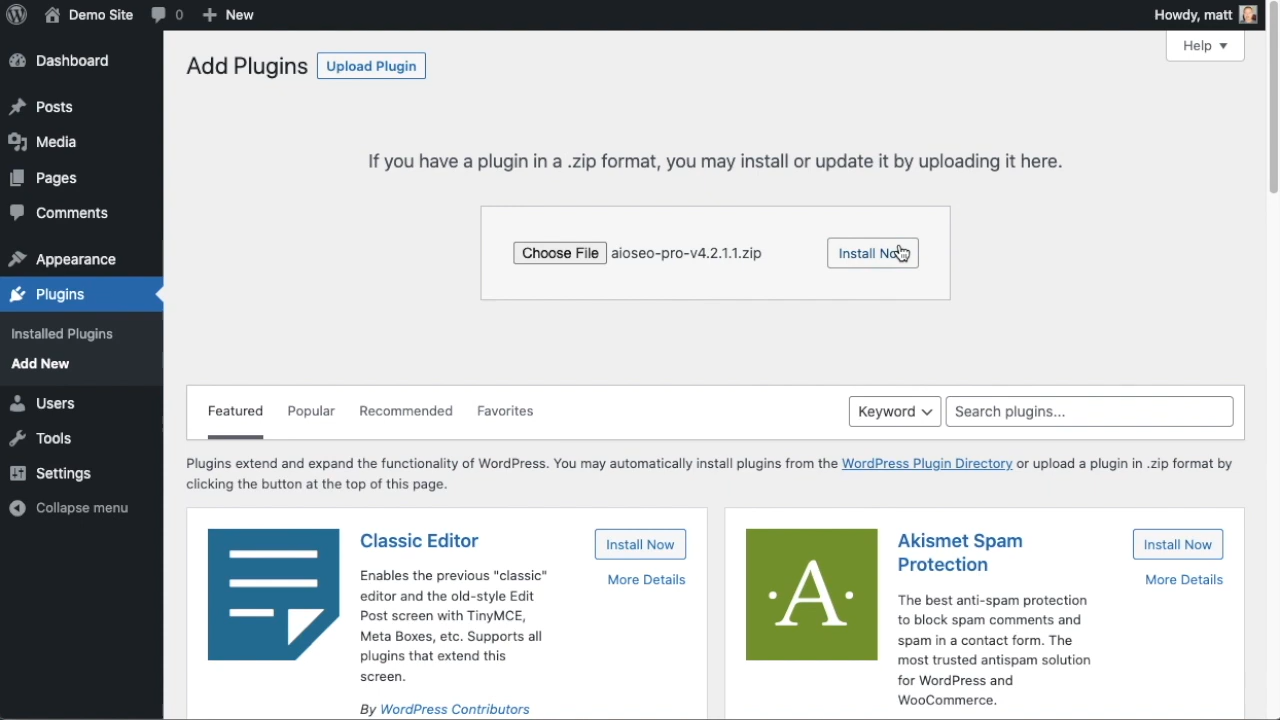 Demo Site
0
New
Howdy, matt
Dashboard
Posts
Media
Pages
Comments
Appearance
Plugins
Installed Plugins
Add New
Users
Tools
Settings
Collapse menu
Help
Add Plugins
Upload Plugin
If you have a plugin in a .zip format, you may install or update it by uploading it here.
Choose File aioseo-pro-v4.2.1.1.zip
Install Now
Featured
Popular
Recommended
Favorites
Keyword
Search plugins...
Plugins extend and expand the functionality of WordPress. You may automatically install plugins from the WordPress Plugin Directory or upload a plugin in .zip format by
clicking the button at the top of this page.
Classic Editor
Install Now
More Details
Enables the previous "classic"
editor and the old-style Edit
Post screen with TinyMCE,
Meta Boxes, etc. Supports all
plugins that extend this
screen.
By WordPress Contributors
A
Akismet Spam
Protection
Install Now
More Details
The best anti-spam protection
to block spam comments and
spam in a contact form. The
most trusted antispam solution
for WordPress and
WooCommerce.